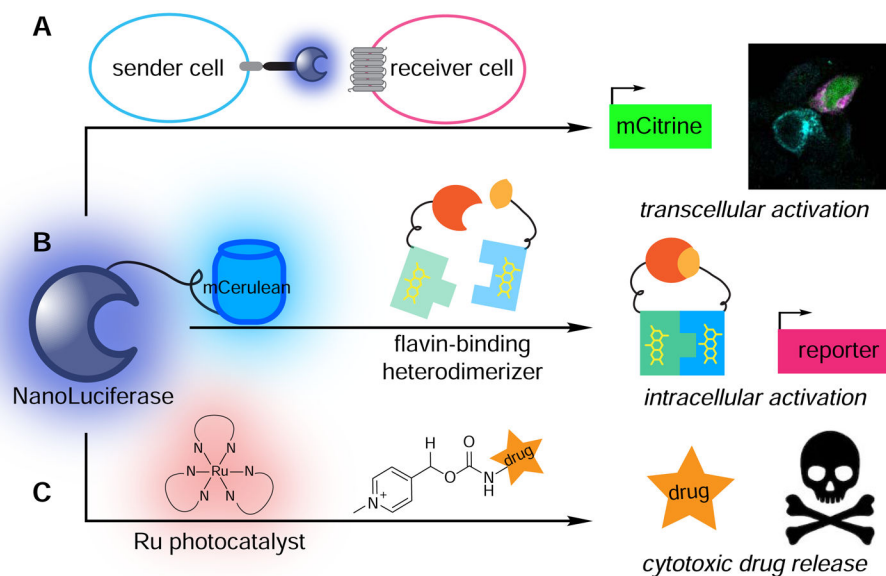 A
sender cell
receiver cell
mCitrine
transcellular activation
B
mCerulean
NanoLuciferase
flavin-binding
heterodimerizer
reporter
intracellular activation
C
N
N
N
Ru
N
N
N
Ru photocatalyst
H
O
O
N
H
N
+
drug
drug
cytotoxic drug release